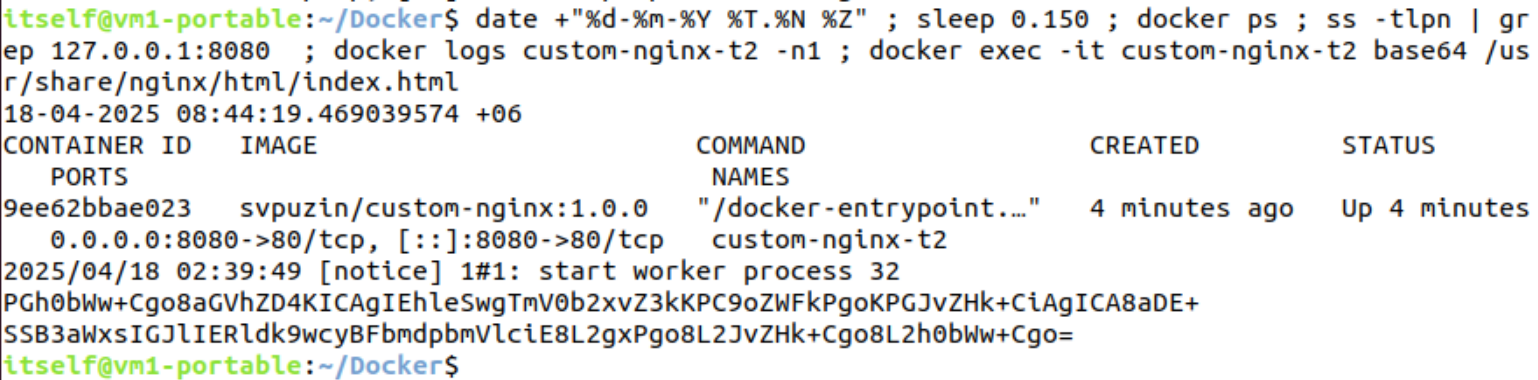 itself@vm1-portable:~/Docker$ date +"%d-%m-%Y %T.%N %Z" ; sleep 0.150 ; docker ps ; ss -tlpn | gr
ep 127.0.0.1:8080  ; docker logs custom-nginx-t2 -n1 ; docker exec -it custom-nginx-t2 base64 /us
r/share/nginx/html/index.html
18-04-2025 08:44:19.469039574 +06
CONTAINER ID   IMAGE                       COMMAND                  CREATED         STATUS
   PORTS                                     NAMES
9ee62bbae023   svpuzin/custom-nginx:1.0.0   "/docker-entrypoint.…"   4 minutes ago   Up 4 minutes
   0.0.0.0:8080->80/tcp, [::]:8080->80/tcp   custom-nginx-t2
2025/04/18 02:39:49 [notice] 1#1: start worker process 32
PGh0bWw+Cgo8aGVhZD4KICAgIEhleSwgTmV0b2xvZ3kKPC9oZWFkPgoKPGJvZHk+CiAgICA8aDE+
SSB3aWxsIGJlIERldk9wcyBFbmdpbmVlciE8L2gxPgo8L2JvZHk+Cgo8L2h0bWw+Cgo=
itself@vm1-portable:~/Docker$